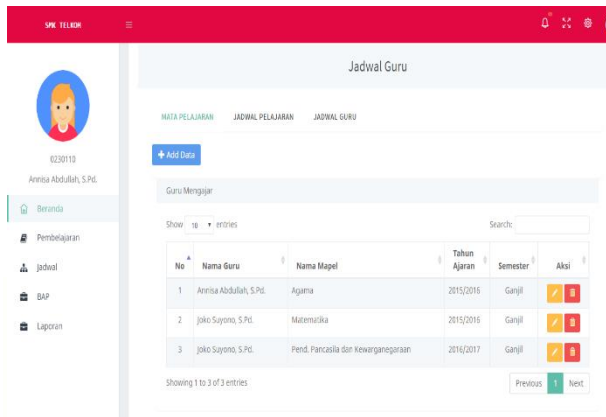 SMK TELKOM
Jadwal Guru
0230110
Annisa Abdullah, S.Pd.
Beranda
Pembelajaran
Jadwal
BAP
Laporan
MATA PELAJARAN JADWAL PELAJARAN JADWAL GURU
+ Add Data
Guru Mengajar
Show 10 entries Search:
No Nama Guru Nama Mapel Tahun Ajaran Semester Aksi
1 Annisa Abdullah, S.Pd. Agama 2015/2016 Ganjil
2 Joko Suyono, S.Pd. Matematika 2015/2016 Ganjil
3 Joko Suyono, S.Pd. Pend. Pancasila dan Kewarganegaraan 2016/2017 Ganjil
Showing 1 to 3 of 3 entries Previous 1 Next